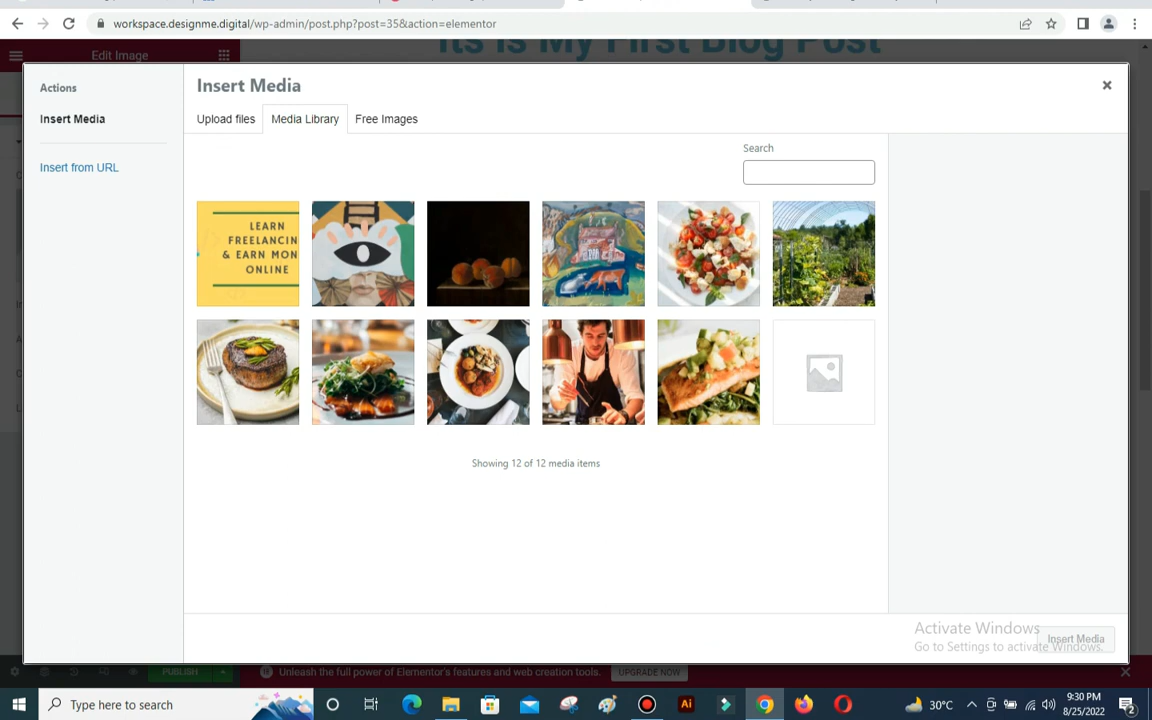 workspace.designme.digital/wp-admin/post.php?post=35&action=elementor
Its Is My First Blog Post
Edit Image
Actions
Insert Media
Insert from URL
Insert Media
Upload files
Media Library
Free Images
Search
LEARN
FREELANCIN
& EARN MON
ONLINE
Showing 12 of 12 media items
Insert Media
Activate Windows
Go to Settings to activate Windows.
PUBLISH
Unleash the full power of Elementor's features and web creation tools.
UPGRADE NOW
Type here to search
Ai
30°C
9:30 PM
8/25/2022
2